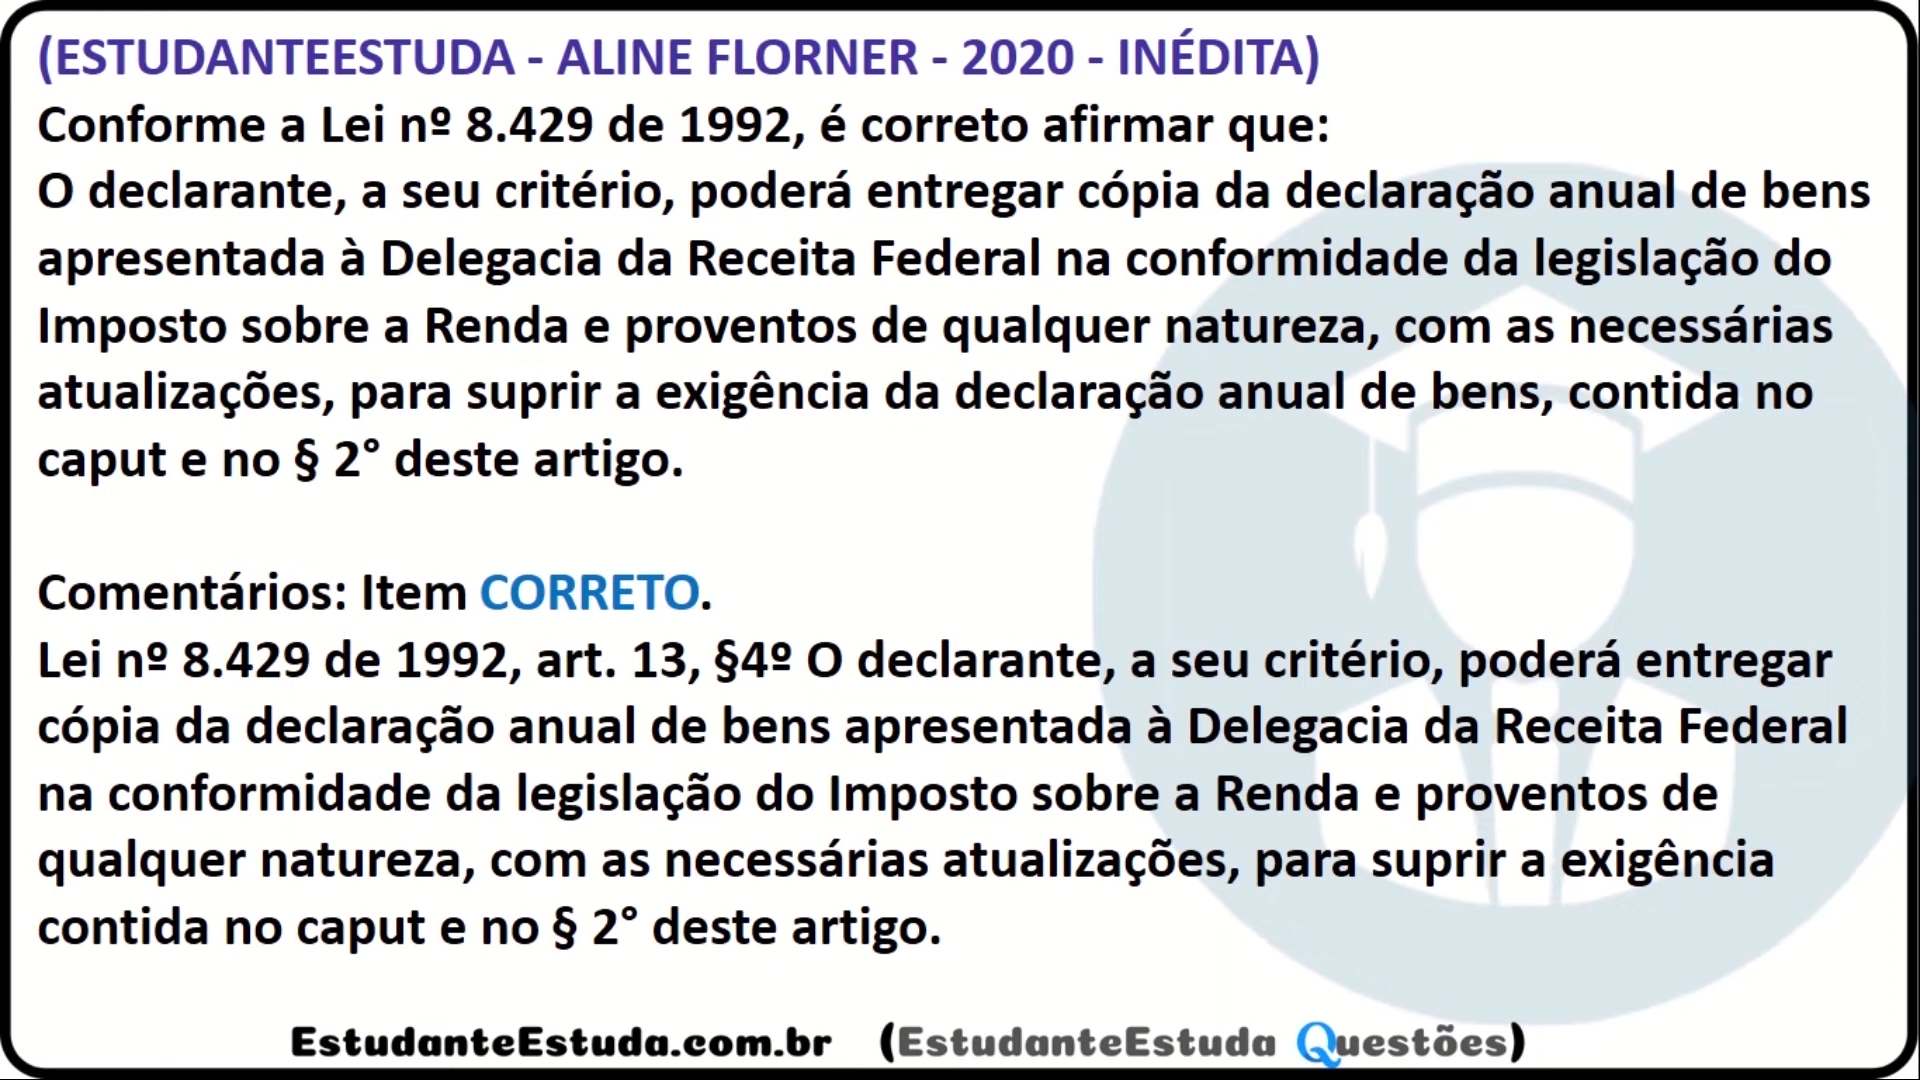 (ESTUDANTEESTUDA - ALINE FLORNER - 2020 - INÉDITA)
Conforme a Lei nº 8.429 de 1992, é correto afirmar que:
O declarante, a seu critério, poderá entregar cópia da declaração anual de bens
apresentada à Delegacia da Receita Federal na conformidade da legislação do
Imposto sobre a Renda e proventos de qualquer natureza, com as necessárias
atualizações, para suprir a exigência da declaração anual de bens, contida no
caput e no § 2° deste artigo.
Comentários: Item CORRETO.
Lei nº 8.429 de 1992, art. 13, §4º O declarante, a seu critério, poderá entregar
cópia da declaração anual de bens apresentada à Delegacia da Receita Federal
na conformidade da legislação do Imposto sobre a Renda e proventos de
qualquer natureza, com as necessárias atualizações, para suprir a exigência
contida no caput e no § 2° deste artigo.
EstudanteEstuda.com.br (EstudanteEstuda Questões)